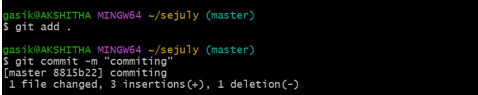 gasik@AKSHITHA MINGW64 ~/sejuly (master)
$ git add .
gasik@AKSHITHA MINGW64 ~/sejuly (master)
$ git commit -m "commiting"
[master 8815b22] commiting
 1 file changed, 3 insertions(+), 1 deletion(-)